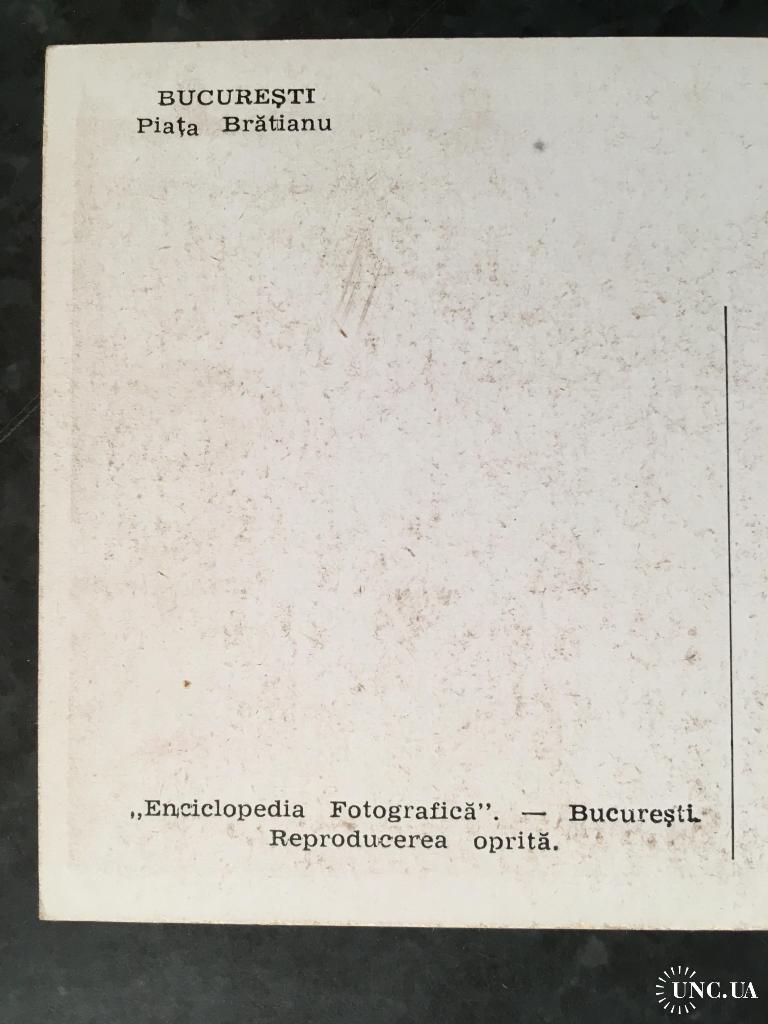 BUCUREŞTI
Piaţa Brătianu
„Enciclopedia Fotografică”. — Bucureşti.
Reproducerea oprită.
UNC.UA